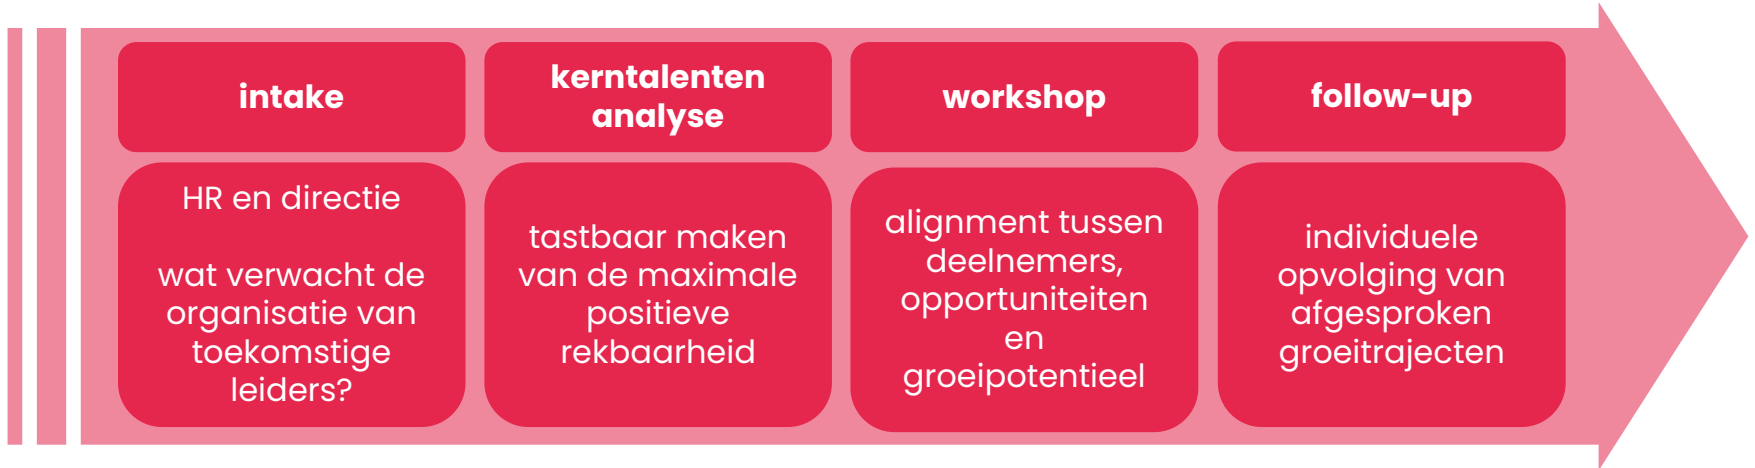 intake
HR en directie
wat verwacht de
organisatie van
toekomstige
leiders?
kerntalenten
analyse
tastbaar maken
van de maximale
positieve
rekbaarheid
workshop
alignment tussen
deelnemers,
opportuniteiten
en
groeipotentieel
follow-up
individuele
opvolging van
afgesproken
groeitrajecten